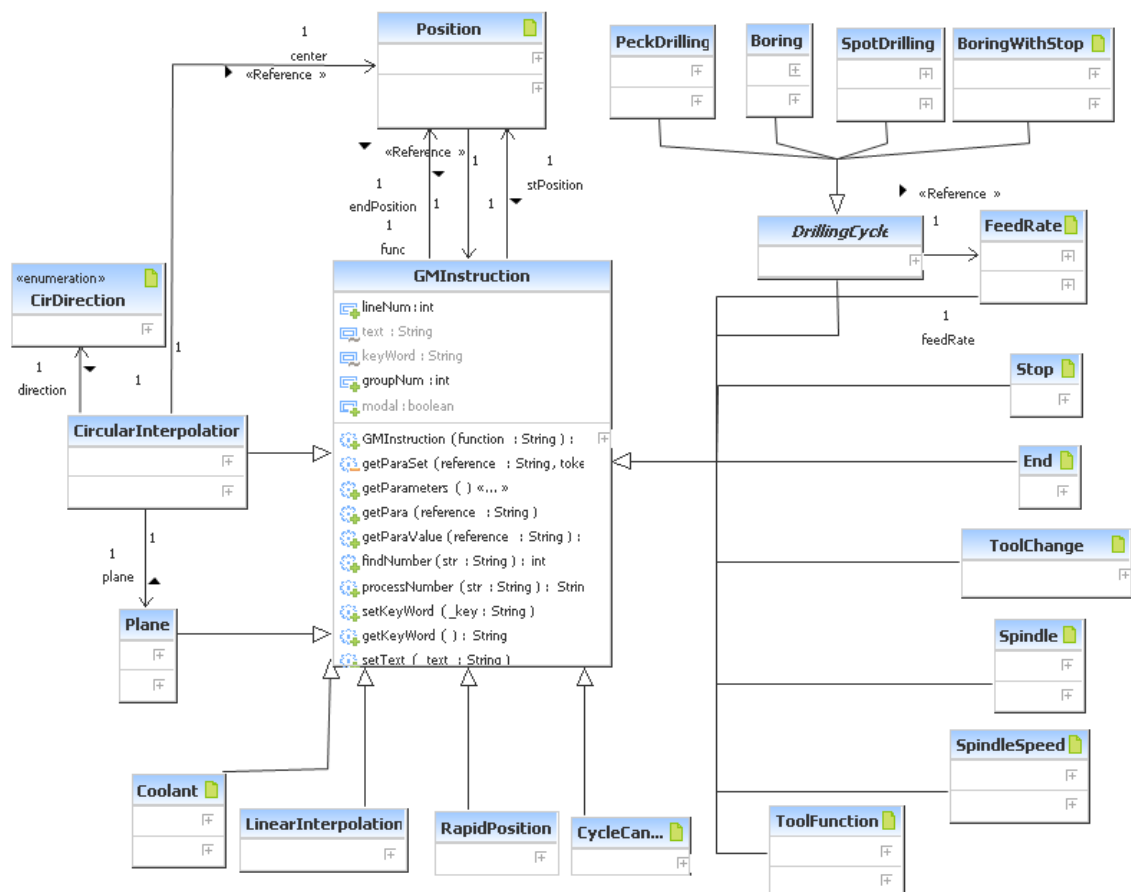 1
center
«Reference »
Position
PeckDrilling
Boring
SpotDrilling
BoringWithStop
«Reference »
1
endPosition
1
1
1
1
stPosition
1
func
«Reference »
1
DrillingCycle
FeedRate
1
feedRate
«enumeration»
CirDirection
1
direction
1
1
CircularInterpolation
1
plane
1
Plane
GMInstruction
lineNum : int
text : String
keyWord : String
groupNum : int
modal : boolean
GMInstruction (function : String ) :
getParaSet (reference : String, toke
getParameters ( ) «... »
getPara (reference : String )
getParaValue (reference : String ) :
findNumber (str : String ) : int
processNumber (str : String ) : Strin
setKeyWord (_key : String )
getKeyWord ( ) : String
setText ( text : String )
Stop
End
ToolChange
Spindle
SpindleSpeed
ToolFunction
Coolant
LinearInterpolation
RapidPosition
CycleCan...